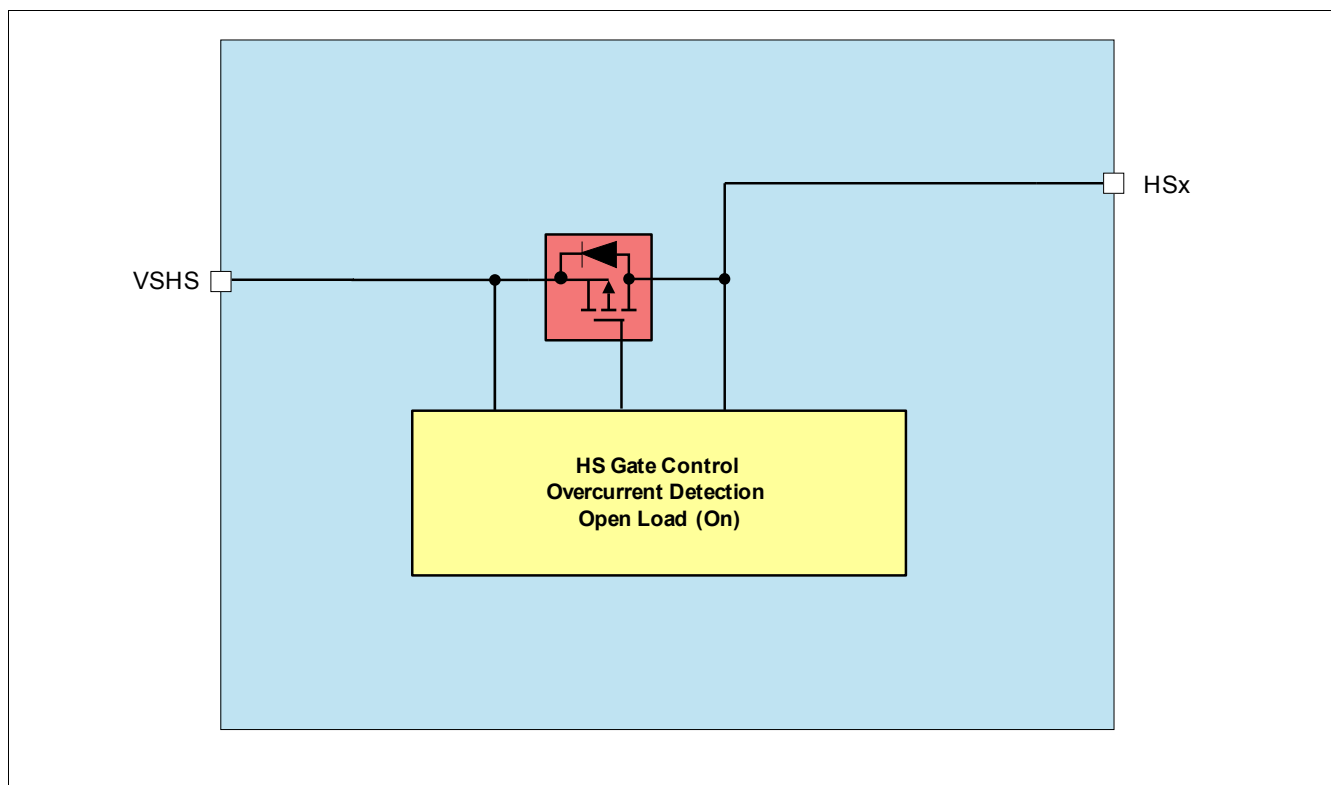 HSx
VSHS
HS Gate Control
Overcurrent Detection
Open Load (On)